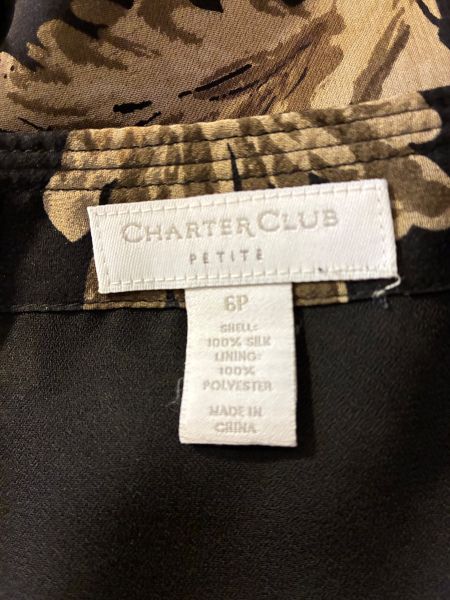 CHARTER CLUB
PETITE
6P
SHELL:
100% SILK
LINING:
100%
POLYESTER
MADE IN
CHINA